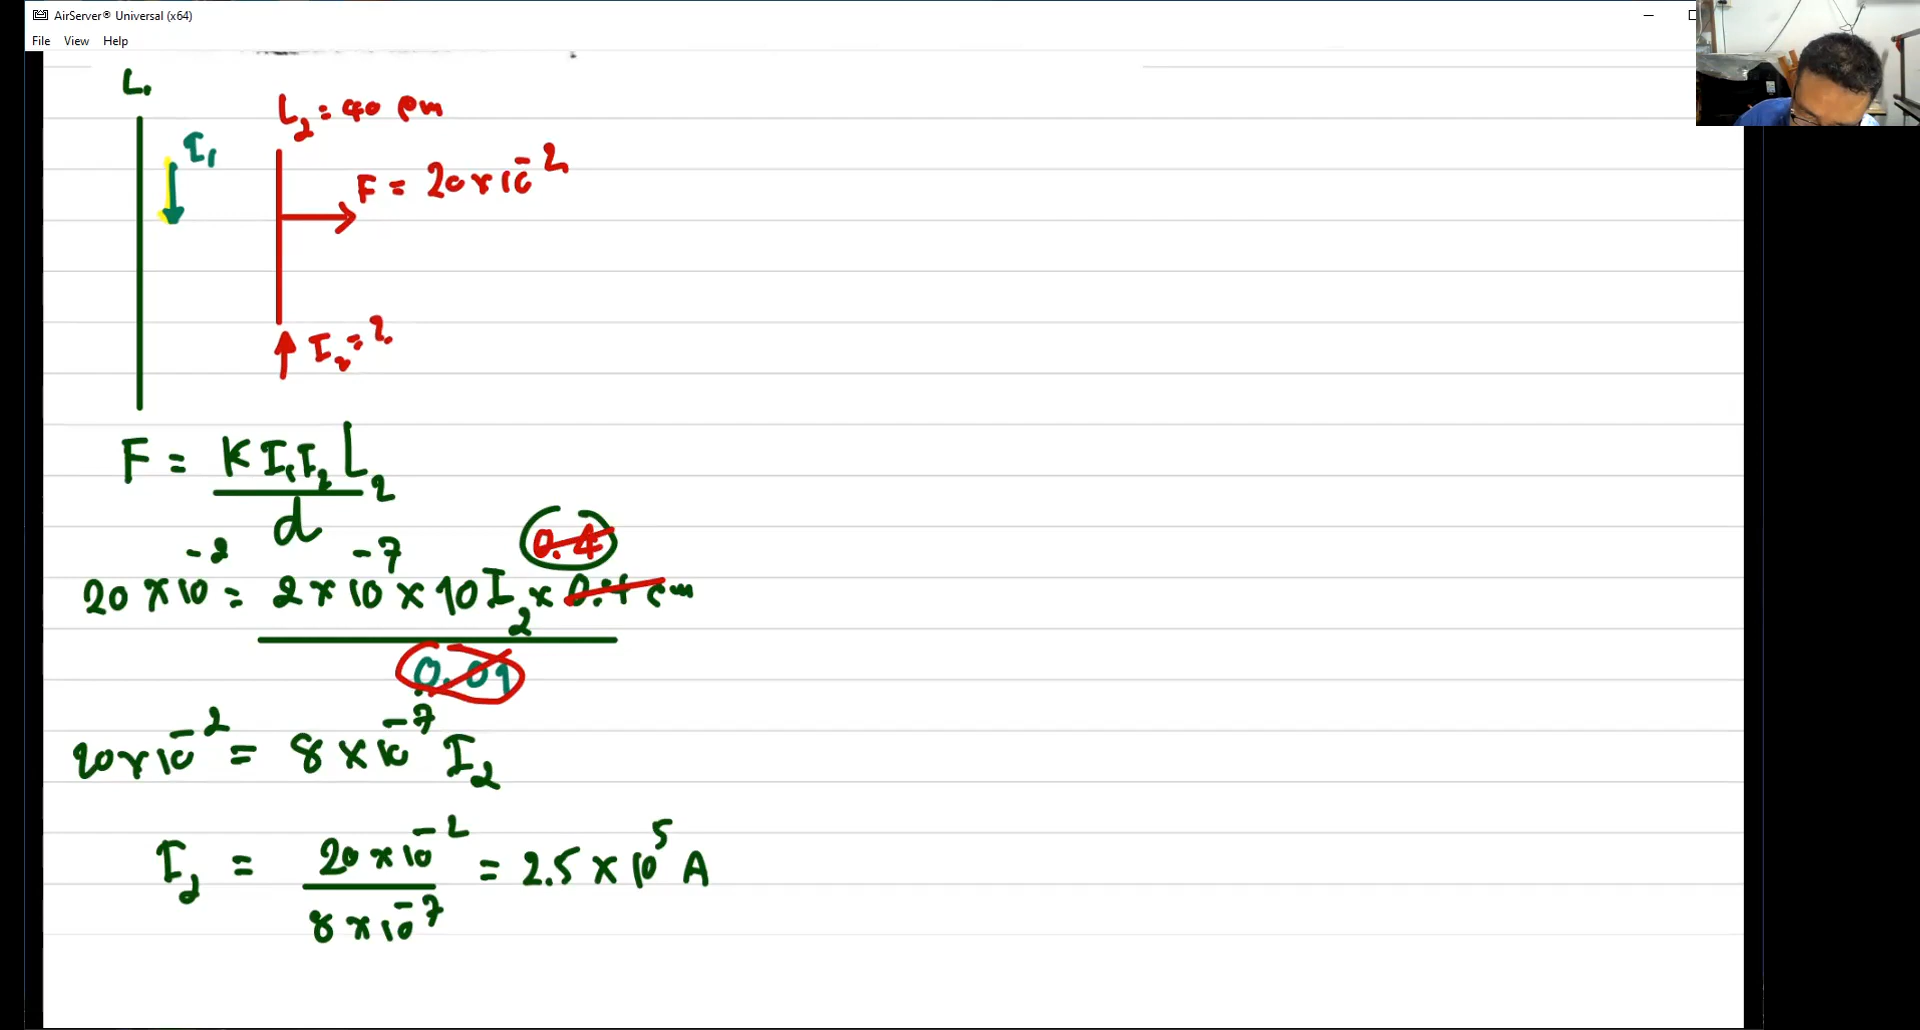 AirServer® Universal (x64)
File View Help
L₁
L₂ = 40 cm
I₁
F = 20 × 10⁻²
I₂ = ?
F = K I₁ I₂ L₂ / d
0.4
20 × 10⁻² = 2 × 10⁻⁷ × 10 I₂ × 0.4 cm
0.01
20 × 10⁻² = 8 × 10⁻⁷ I₂
I₂ = 20 × 10⁻² / 8 × 10⁻⁷ = 2.5 × 10⁵ A